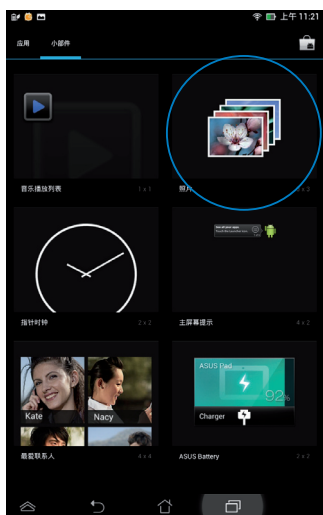 上午 11:21
应用 小部件
音乐播放列表 1 x 1
照片
指针时钟 2 x 2
主屏幕提示 4 x 2
Kate
Nacy
最爱联系人 4 x 4
ASUS Pad
92%
Charger
ASUS Battery